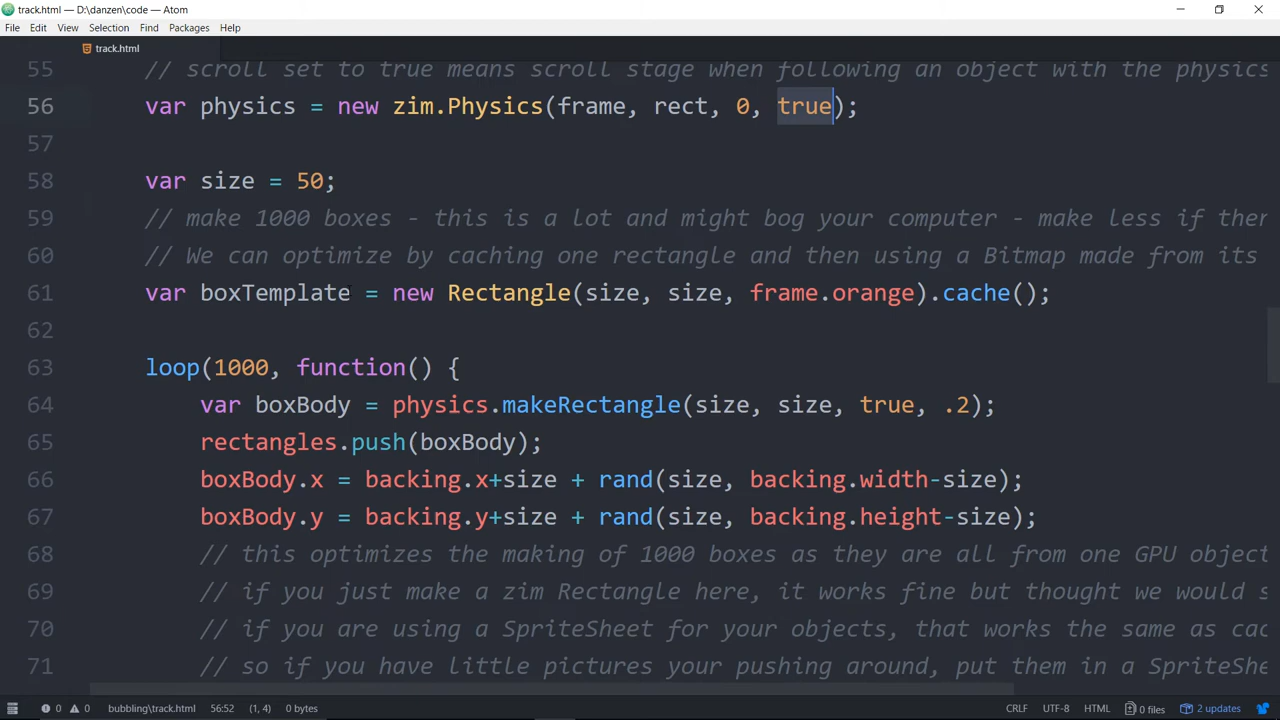 track.html — D:\danzen\code — Atom
File Edit View Selection Find Packages Help
track.html
55 // scroll set to true means scroll stage when following an object with the physics
56 var physics = new zim.Physics(frame, rect, 0, true);
57
58 var size = 50;
59 // make 1000 boxes - this is a lot and might bog your computer - make less if ther
60 // We can optimize by caching one rectangle and then using a Bitmap made from its
61 var boxTemplate = new Rectangle(size, size, frame.orange).cache();
62
63 loop(1000, function() {
64 var boxBody = physics.makeRectangle(size, size, true, .2);
65 rectangles.push(boxBody);
66 boxBody.x = backing.x+size + rand(size, backing.width-size);
67 boxBody.y = backing.y+size + rand(size, backing.height-size);
68 // this optimizes the making of 1000 boxes as they are all from one GPU object
69 // if you just make a zim Rectangle here, it works fine but thought we would s
70 // if you are using a SpriteSheet for your objects, that works the same as cac
71 // so if you have little pictures your pushing around, put them in a SpriteShe
0 0 bubbling\track.html 56:52 (1, 4) 0 bytes CRLF UTF-8 HTML 0 files 2 updates